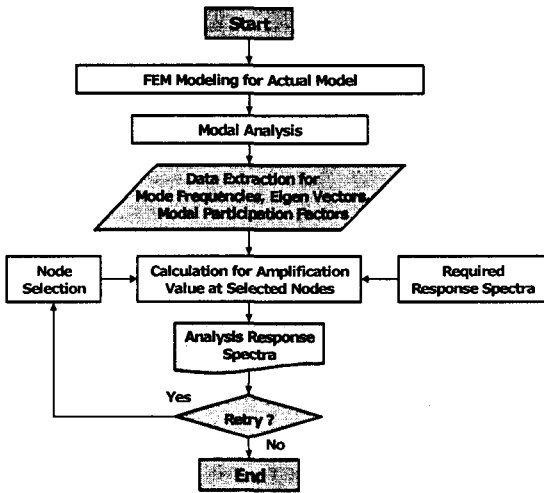 Start
FEM Modeling for Actual Model
Modal Analysis
Data Extraction for
Mode Frequencies, Eigen Vectors,
Modal Participation Factors
Node
Selection
Calculation for Amplification
Value at Selected Nodes
Required
Response Spectra
Analysis Response
Spectra
Yes
Retry ?
No
End